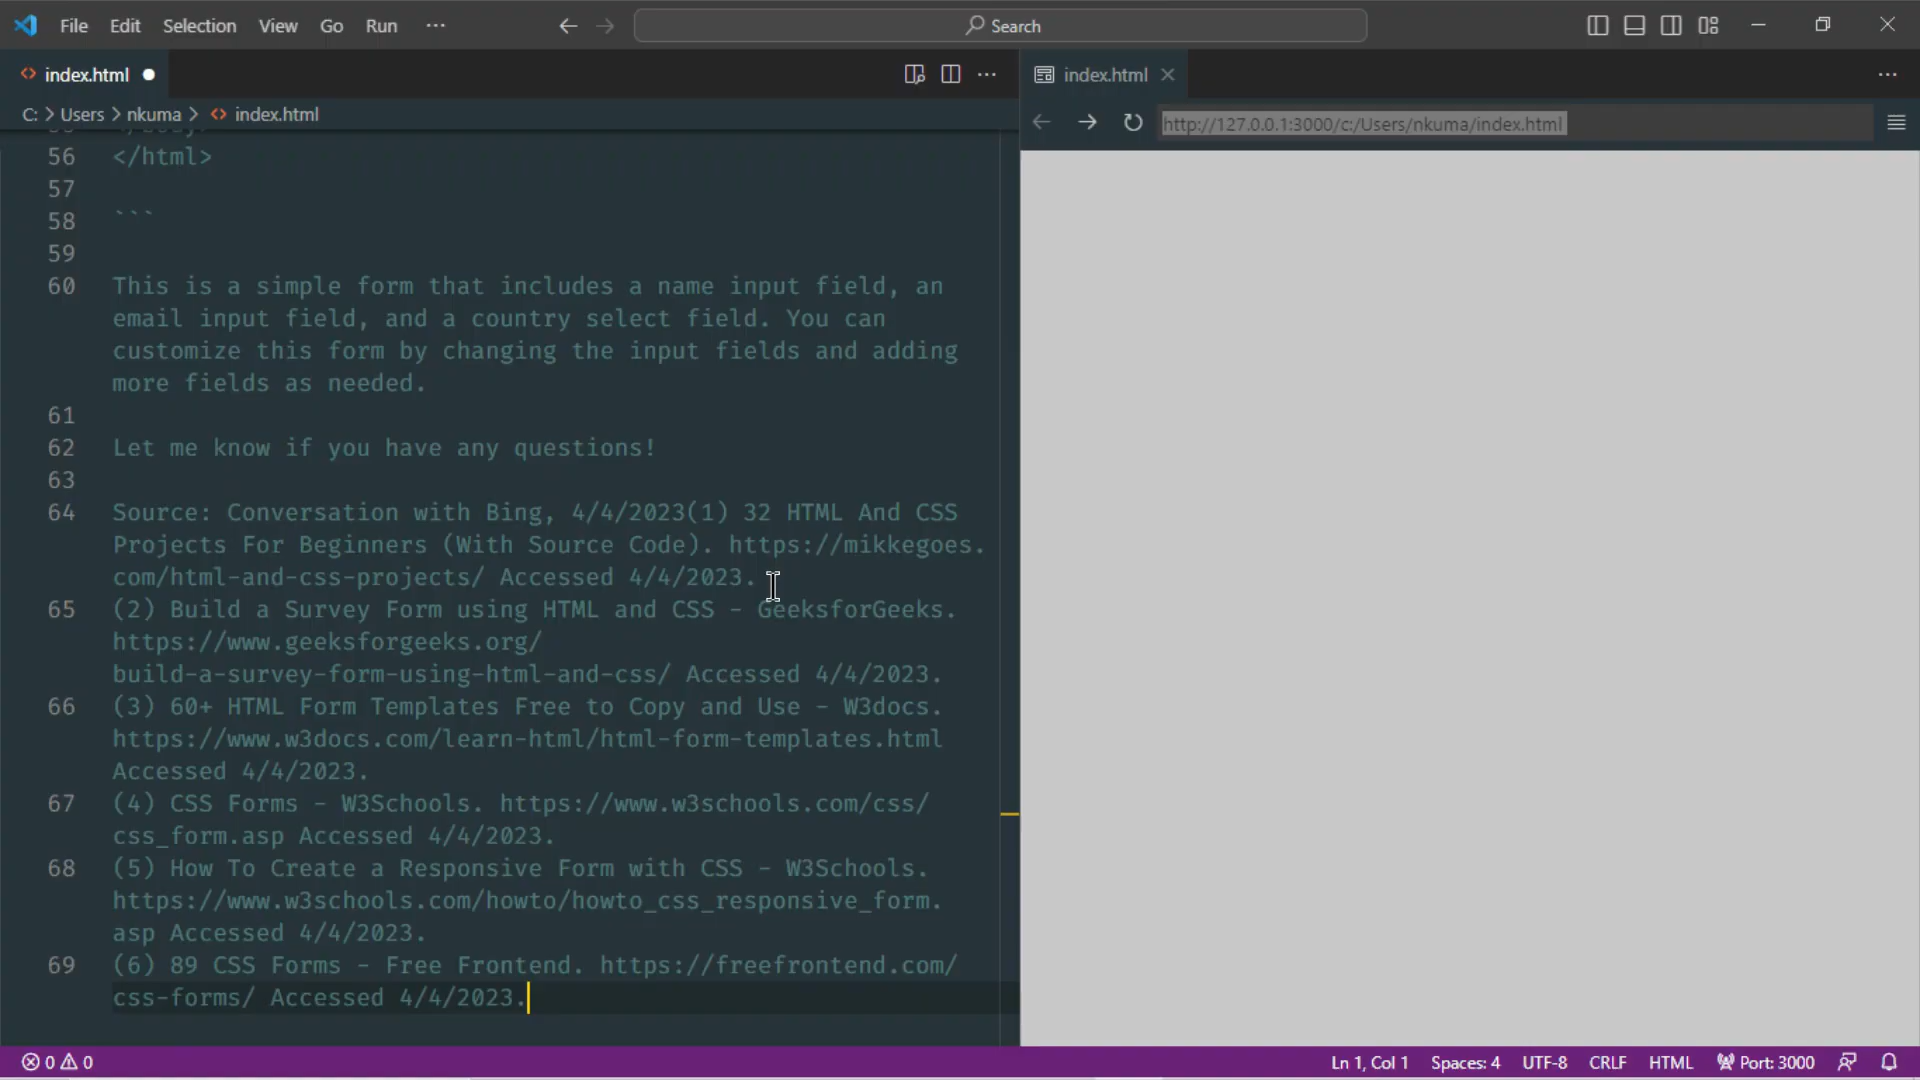 File Edit Selection View Go Run ··· Search
index.html
index.html
C: > Users > nkuma > index.html
http://127.0.0.1:3000/c:/Users/nkuma/index.html
56 </html>
57
58 ```
59
60 This is a simple form that includes a name input field, an
email input field, and a country select field. You can
customize this form by changing the input fields and adding
more fields as needed.
61
62 Let me know if you have any questions!
63
64 Source: Conversation with Bing, 4/4/2023(1) 32 HTML And CSS
Projects For Beginners (With Source Code). https://mikkegoes.
com/html-and-css-projects/ Accessed 4/4/2023.
65 (2) Build a Survey Form using HTML and CSS - GeeksforGeeks.
https://www.geeksforgeeks.org/
build-a-survey-form-using-html-and-css/ Accessed 4/4/2023.
66 (3) 60+ HTML Form Templates Free to Copy and Use - W3docs.
https://www.w3docs.com/learn-html/html-form-templates.html
Accessed 4/4/2023.
67 (4) CSS Forms - W3Schools. https://www.w3schools.com/css/
css_form.asp Accessed 4/4/2023.
68 (5) How To Create a Responsive Form with CSS - W3Schools.
https://www.w3schools.com/howto/howto_css_responsive_form.
asp Accessed 4/4/2023.
69 (6) 89 CSS Forms - Free Frontend. https://freefrontend.com/
css-forms/ Accessed 4/4/2023.
0 0 Ln 1, Col 1 Spaces: 4 UTF-8 CRLF HTML Port: 3000